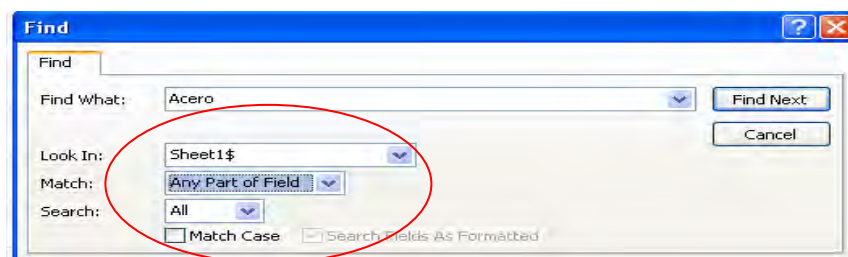 Find
Find
Find What: Acero Find Next
Cancel
Look In: Sheet1$
Match: Any Part of Field
Search: All
Match Case Search Fields As Formatted